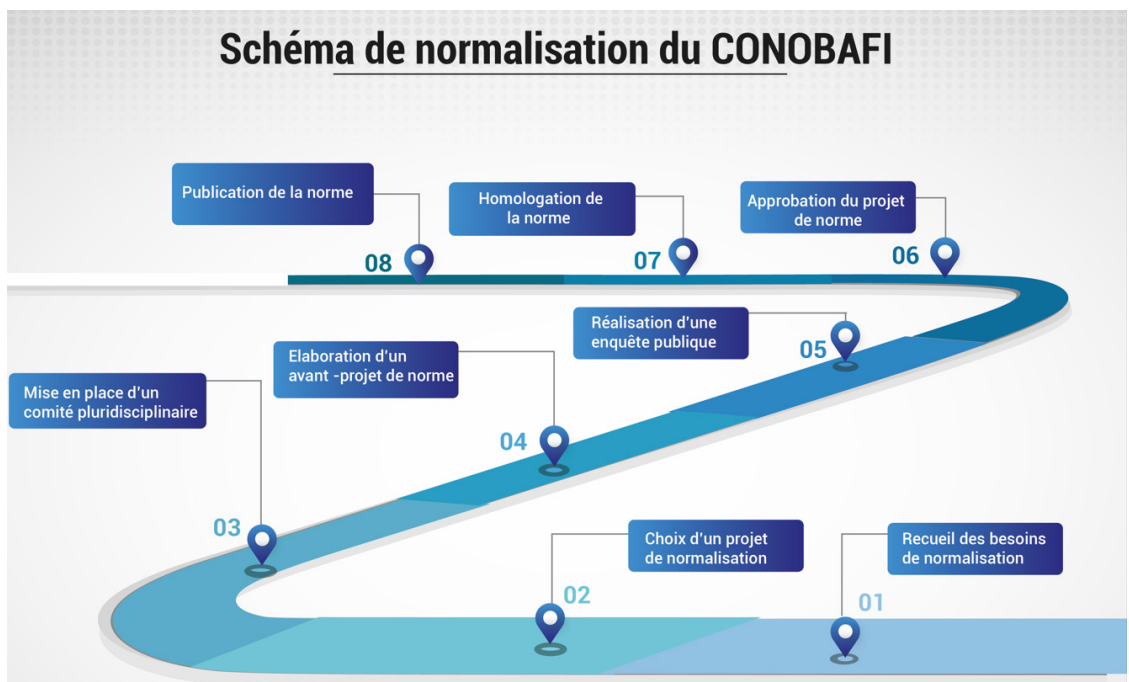 Schéma de normalisation du CONOBAFI
Publication de la norme
08
Homologation de
la norme
07
Approbation du projet
de norme
06
Réalisation d'une
enquête publique
05
Elaboration d'un
avant -projet de norme
04
Mise en place d'un
comité pluridisciplinaire
03
Choix d'un projet
de normalisation
02
Recueil des besoins
de normalisation
01